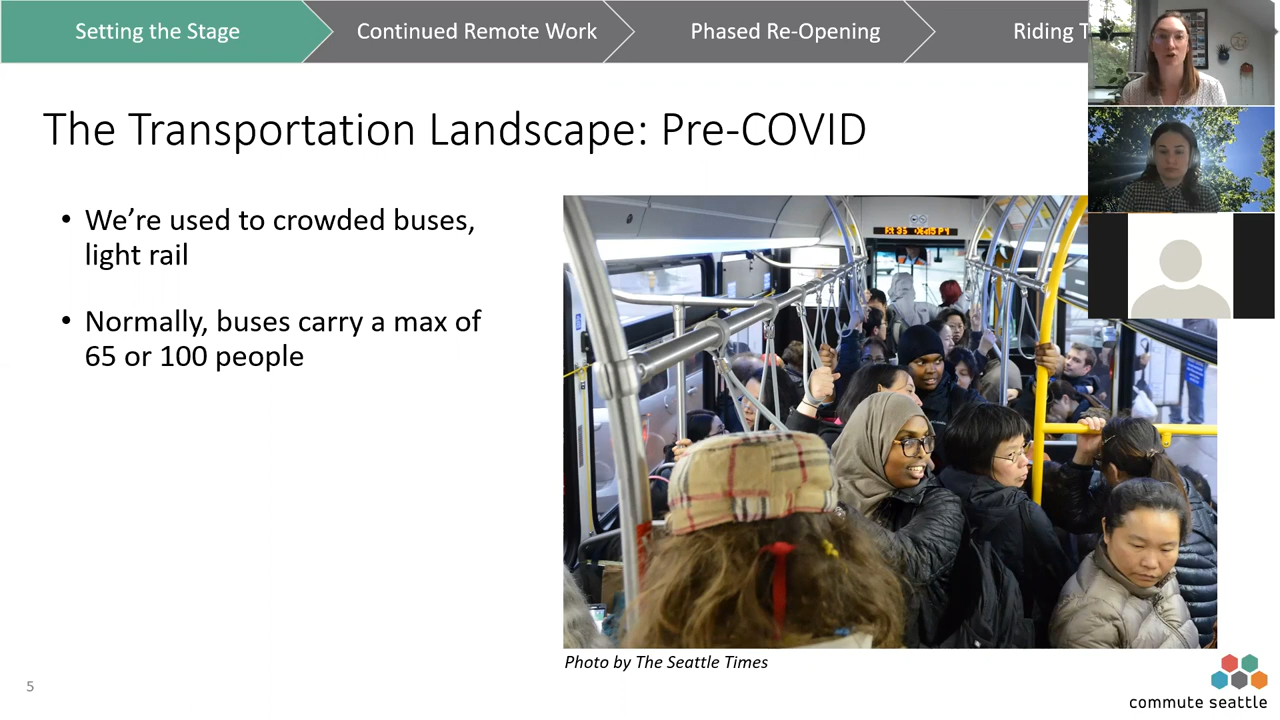 Setting the Stage
Continued Remote Work
Phased Re-Opening
Riding
The Transportation Landscape: Pre-COVID
• We’re used to crowded buses,
light rail
• Normally, buses carry a max of
65 or 100 people
Photo by The Seattle Times
5
commute seattle